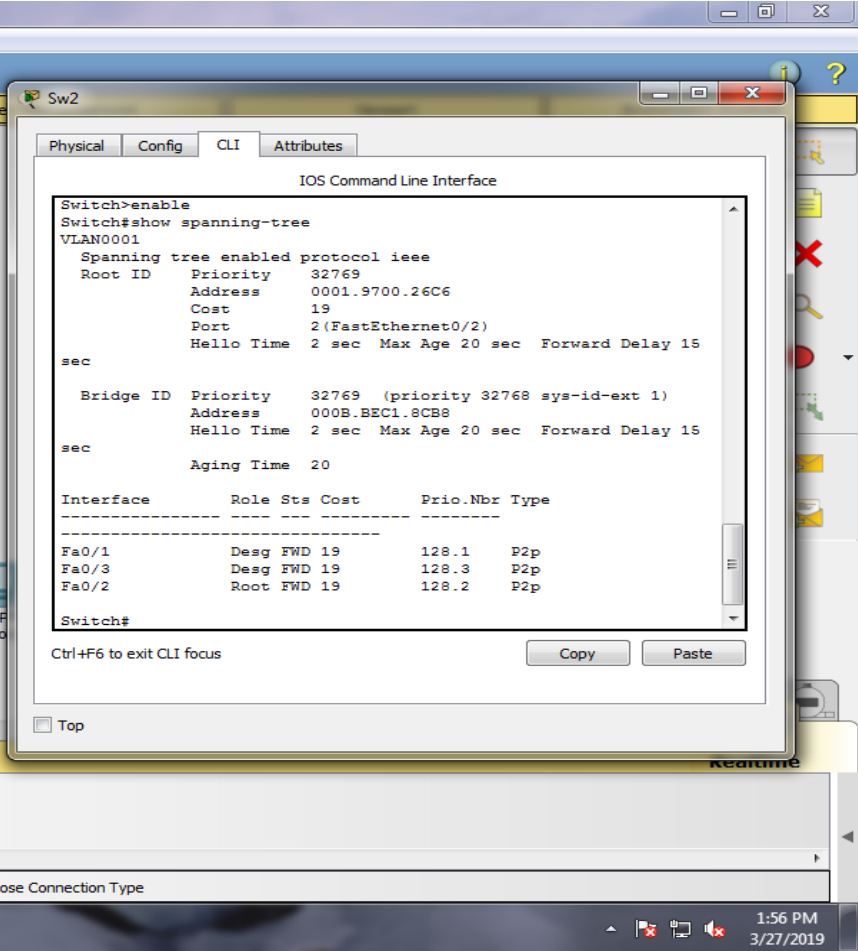 Sw2
Physical Config CLI Attributes
IOS Command Line Interface
Switch>enable
Switch#show spanning-tree
VLAN0001
Spanning tree enabled protocol ieee
Root ID Priority 32769
Address 0001.9700.26C6
Cost 19
Port 2(FastEthernet0/2)
Hello Time 2 sec Max Age 20 sec Forward Delay 15
sec
Bridge ID Priority 32769 (priority 32768 sys-id-ext 1)
Address 000B.BEC1.8CB8
Hello Time 2 sec Max Age 20 sec Forward Delay 15
sec
Aging Time 20
Interface Role Sts Cost Prio.Nbr Type
---------------- ---- --- --------- --------
--------------------------------
Fa0/1 Desg FWD 19 128.1 P2p
Fa0/3 Desg FWD 19 128.3 P2p
Fa0/2 Root FWD 19 128.2 P2p
Switch#
Ctrl+F6 to exit CLI focus
Copy Paste
Top
Realtime
ose Connection Type
1:56 PM
3/27/2019